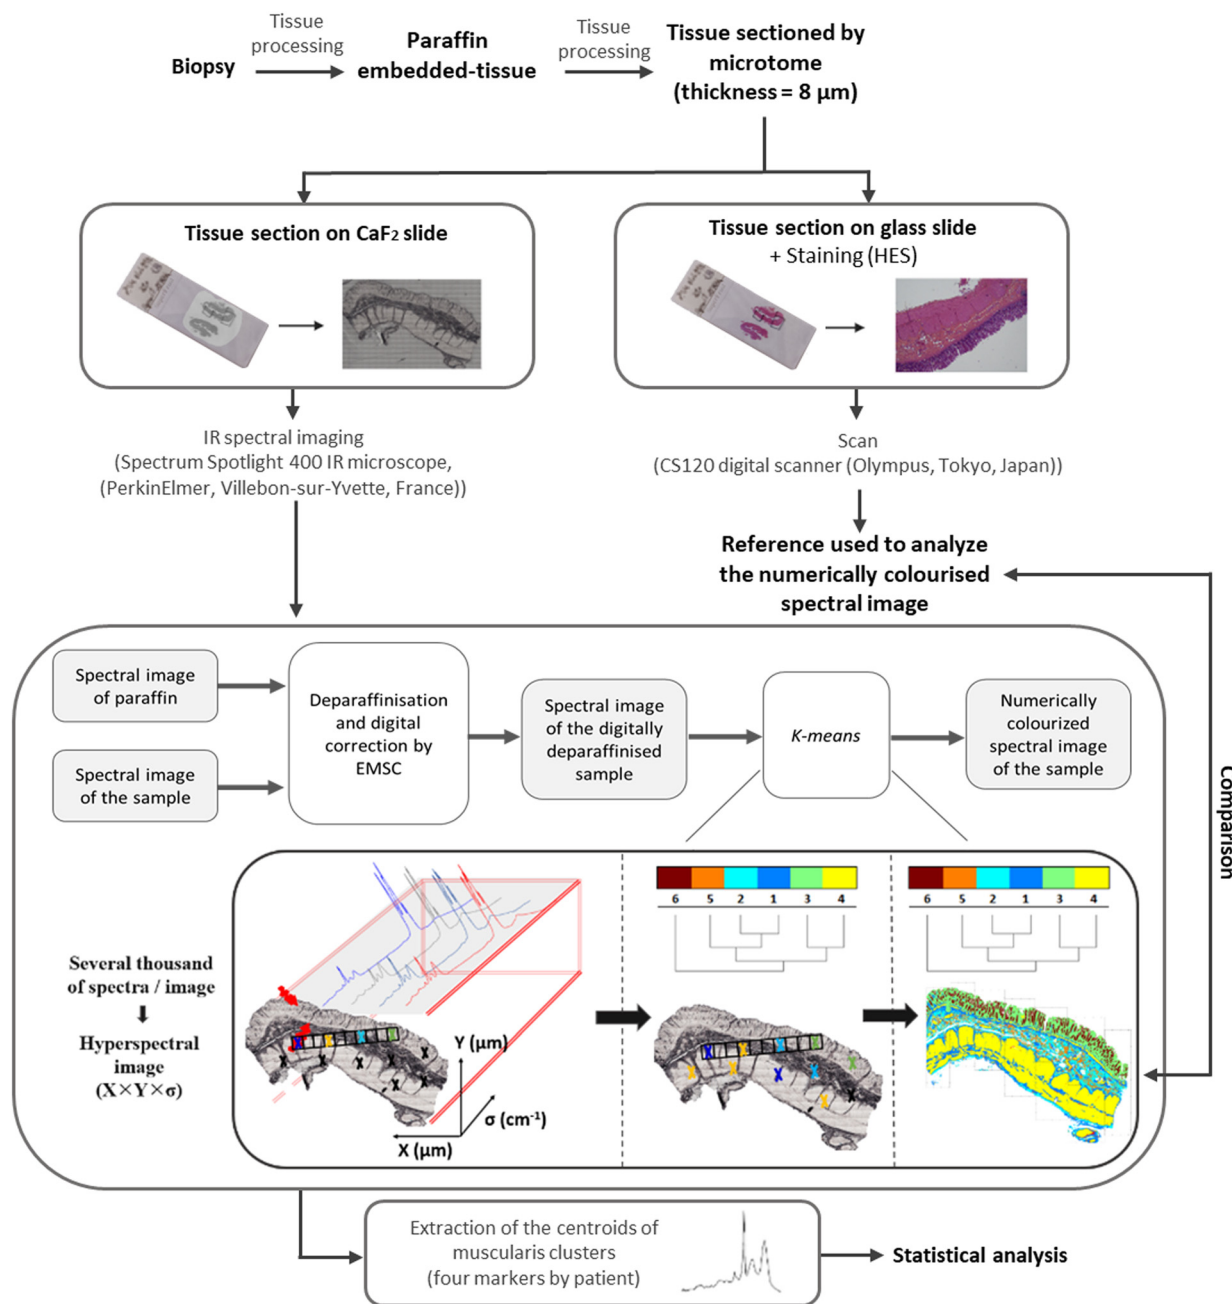 Biopsy
Tissue
processing
Paraffin
embedded-tissue
Tissue
processing
Tissue sectioned by
microtome
(thickness = 8 µm)
Tissue section on CaF₂ slide
Tissue section on glass slide
+ Staining (HES)
IR spectral imaging
(Spectrum Spotlight 400 IR microscope,
(PerkinElmer, Villebon-sur-Yvette, France))
Scan
(CS120 digital scanner (Olympus, Tokyo, Japan))
Reference used to analyze
the numerically colourised
spectral image
Comparison
Spectral image
of paraffin
Spectral image
of the sample
Deparaffinisation
and digital
correction by
EMSC
Spectral image
of the digitally
deparaffinised
sample
K-means
Numerically
colourized
spectral image
of the sample
Several thousand
of spectra / image
Hyperspectral
image
(X×Y×σ)
Y (µm)
σ (cm⁻¹)
X (µm)
6 5 2 1 3 4
6 5 2 1 3 4
Extraction of the centroids of
muscularis clusters
(four markers by patient)
Statistical analysis